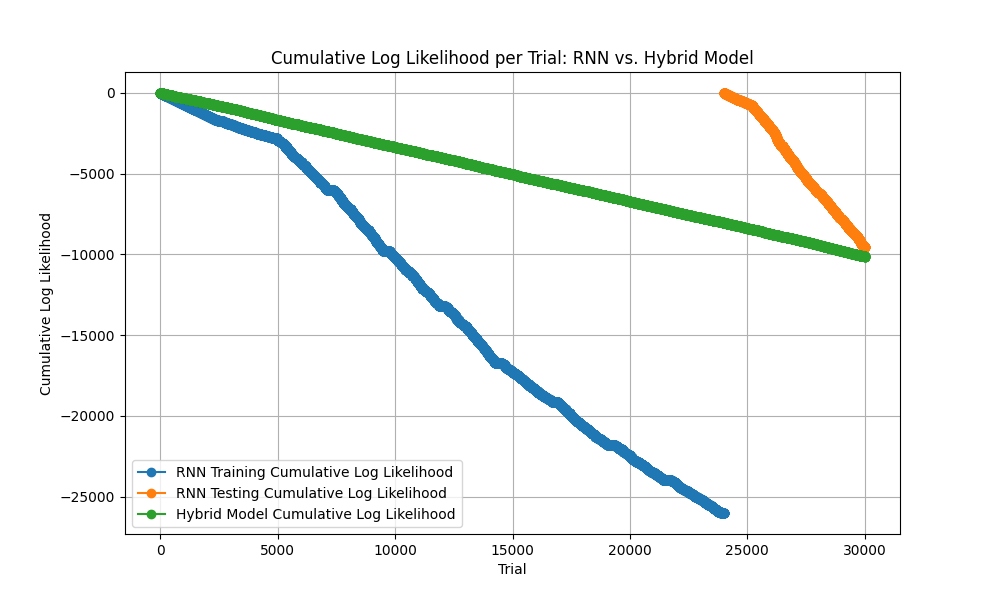 Cumulative Log Likelihood per Trial: RNN vs. Hybrid Model
Cumulative Log Likelihood
0
−5000
−10000
−15000
−20000
−25000
RNN Training Cumulative Log Likelihood
RNN Testing Cumulative Log Likelihood
Hybrid Model Cumulative Log Likelihood
0 5000 10000 15000 20000 25000 30000
Trial